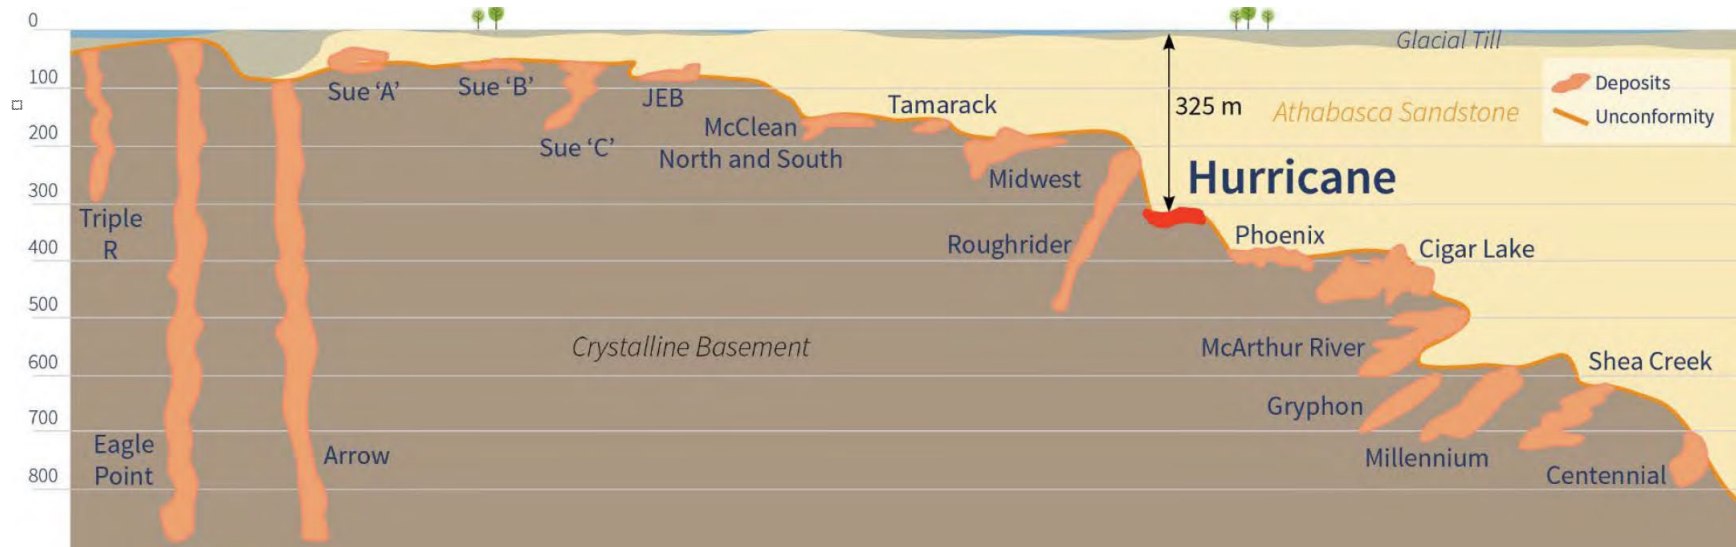 0
100
200
300
400
500
600
700
800
Glacial Till
Deposits
Unconformity
Athabasca Sandstone
325 m
Hurricane
Sue ‘A’
Sue ‘B’
Sue ‘C’
JEB
McClean
North and South
Tamarack
Midwest
Roughrider
Phoenix
Cigar Lake
McArthur River
Shea Creek
Gryphon
Millennium
Centennial
Crystalline Basement
Triple
R
Eagle
Point
Arrow